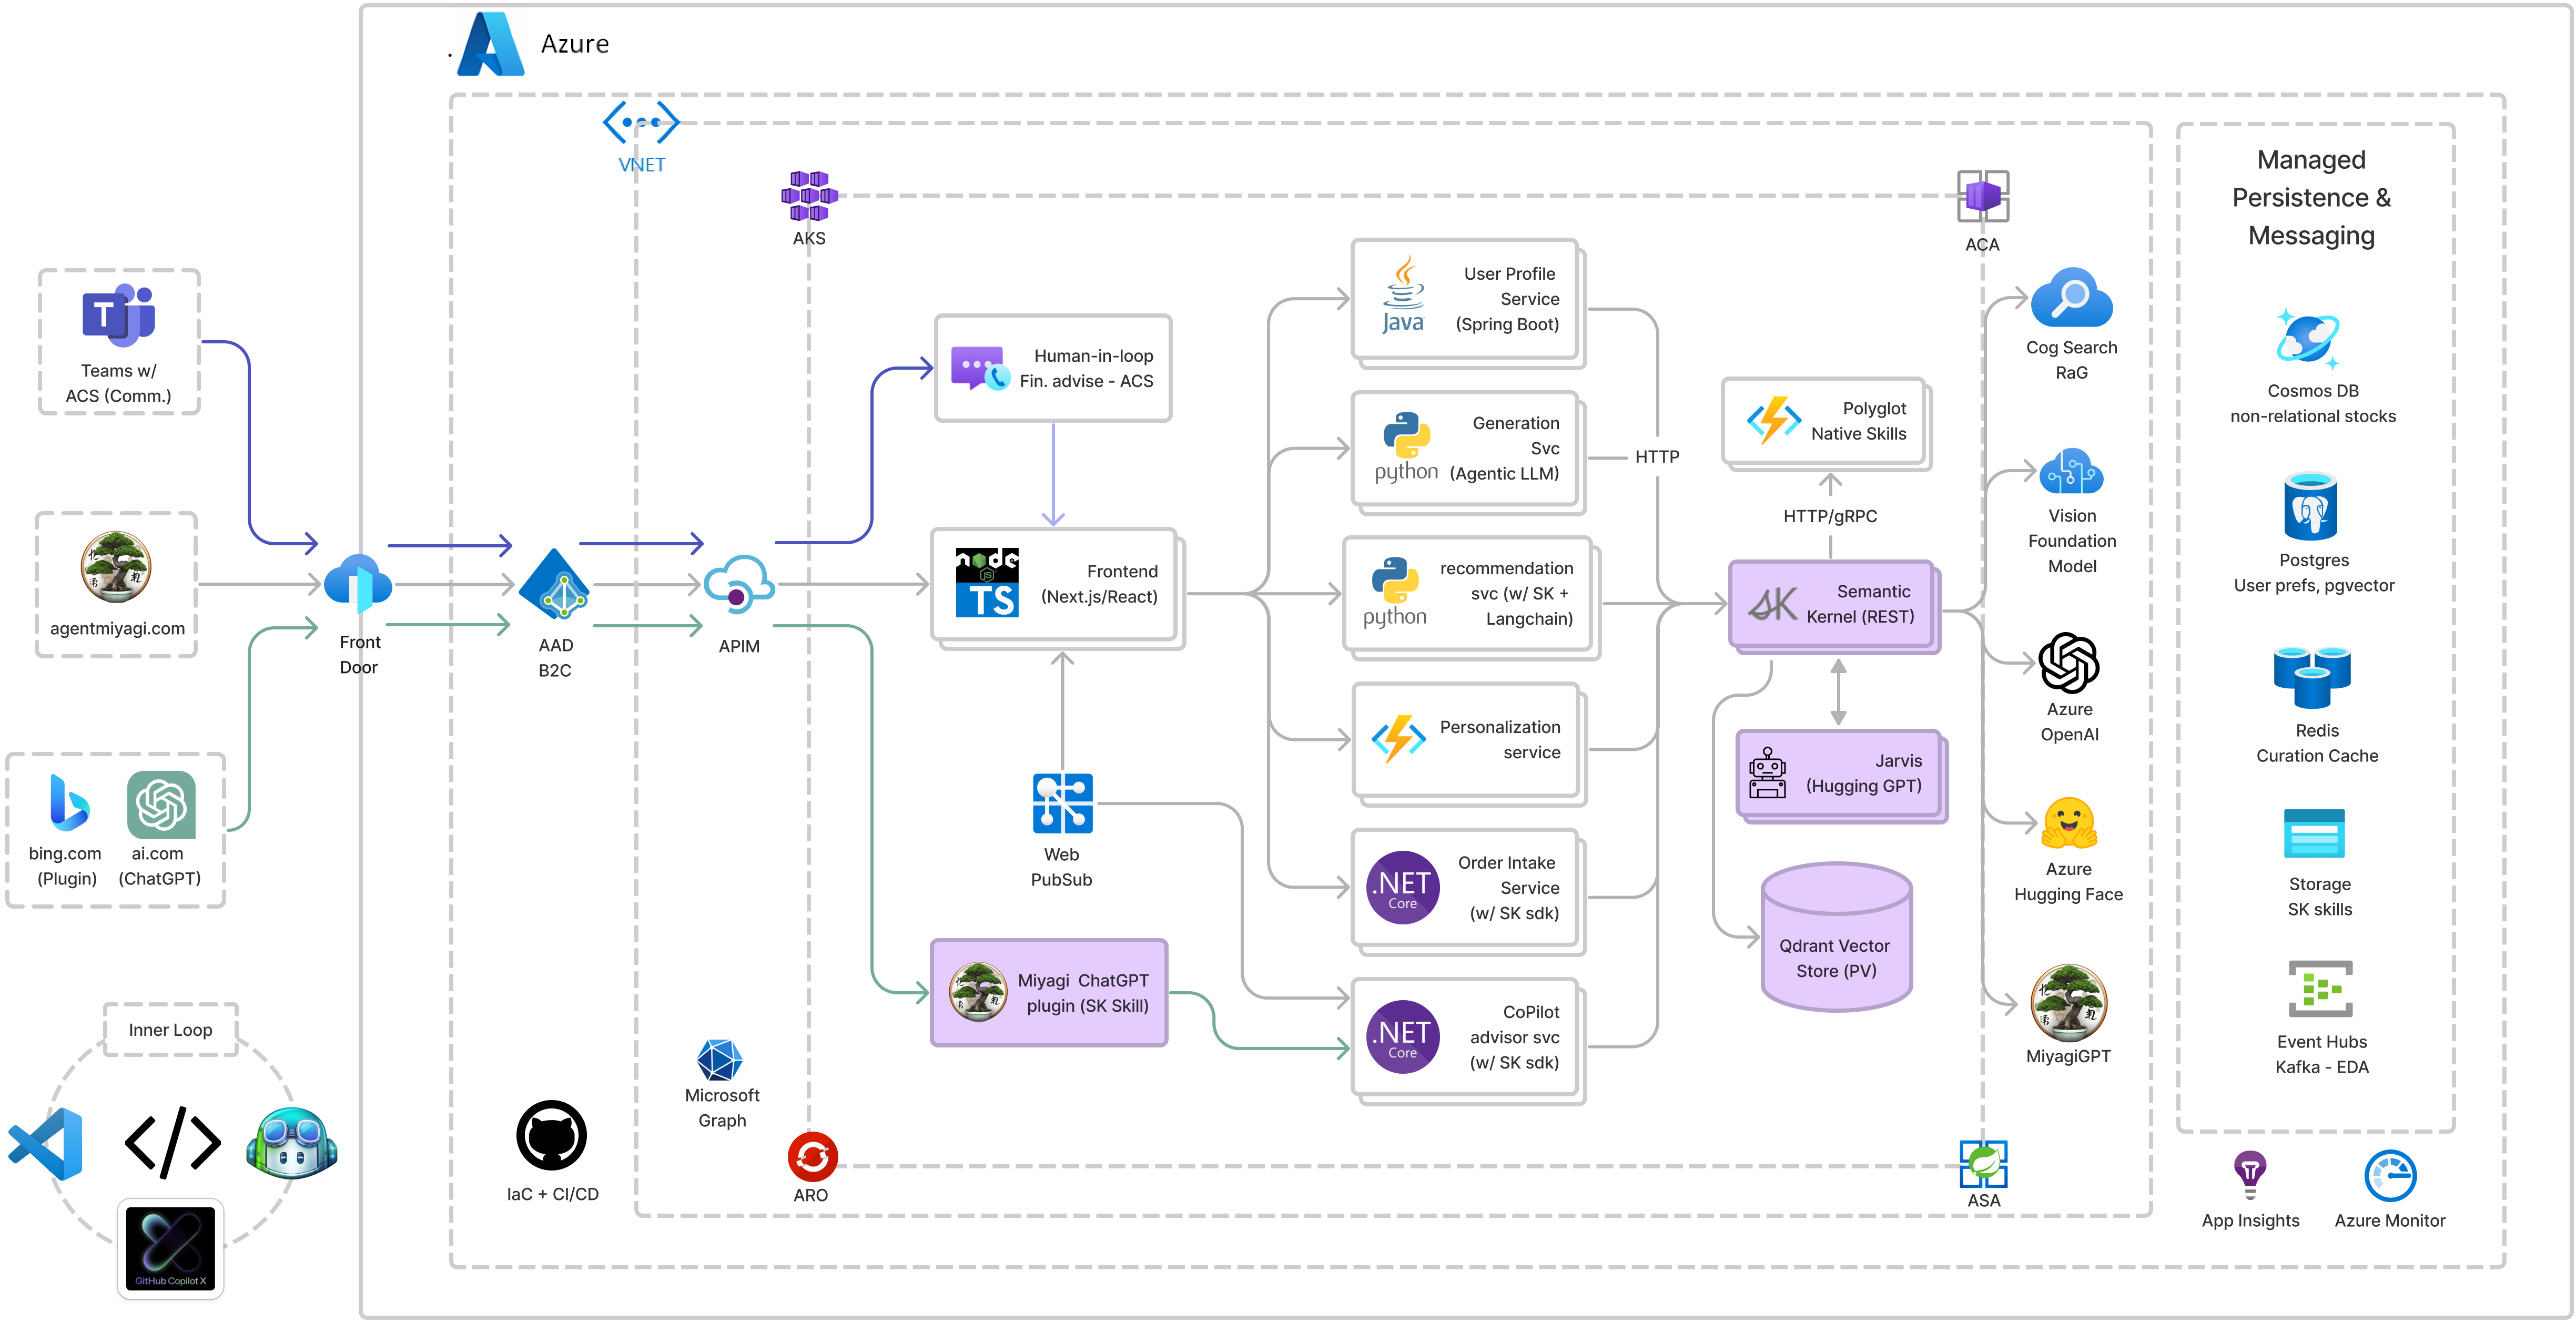 Azure
VNET
AKS
ACA
Managed
Persistence &
Messaging
T
Teams w/
ACS (Comm.)
agentmiyagi.com
bing.com
(Plugin)
ai.com
(ChatGPT)
Front
Door
AAD
B2C
APIM
Human-in-loop
Fin. advise - ACS
node
JS
TS
Frontend
(Next.js/React)
Web
PubSub
Miyagi ChatGPT
plugin (SK Skill)
Java
User Profile
Service
(Spring Boot)
python
Generation
Svc
(Agentic LLM)
python
recommendation
svc (w/ SK +
Langchain)
Personalization
service
.NET
Core
Order Intake
Service
(w/ SK sdk)
.NET
Core
CoPilot
advisor svc
(w/ SK sdk)
HTTP
Polyglot
Native Skills
HTTP/gRPC
SK
Semantic
Kernel (REST)
Jarvis
(Hugging GPT)
Qdrant Vector
Store (PV)
Cog Search
RaG
Vision
Foundation
Model
Azure
OpenAI
Azure
Hugging Face
MiyagiGPT
Cosmos DB
non-relational stocks
Postgres
User prefs, pgvector
Redis
Curation Cache
Storage
SK skills
Event Hubs
Kafka - EDA
App Insights
Azure Monitor
Inner Loop
</>
GitHub Copilot X
IaC + CI/CD
Microsoft
Graph
ARO
ASA